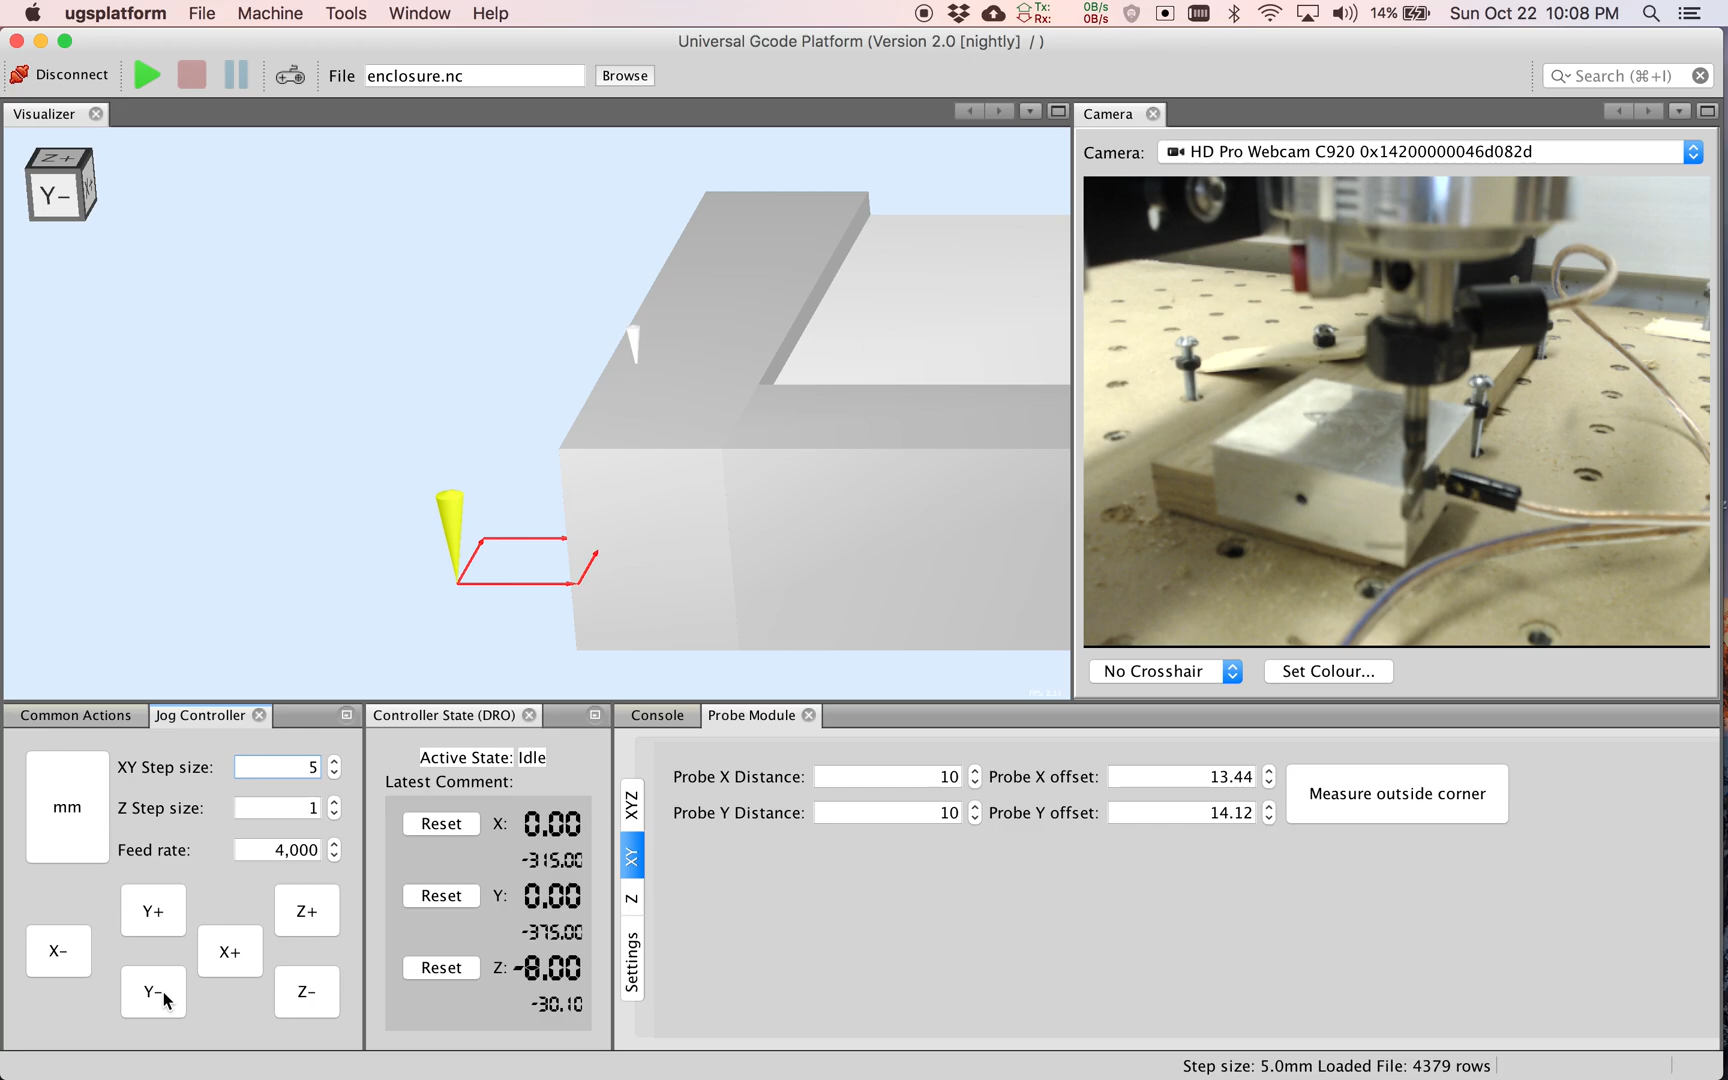 ugsplatform File Machine Tools Window Help
Tx: 0B/s
Rx: 0B/s
14% Sun Oct 22 10:08 PM
Universal Gcode Platform (Version 2.0 [nightly] / )
Disconnect File enclosure.nc Browse
Search (⌘+I)
Visualizer
Z+
Y-
X+
Camera
Camera: HD Pro Webcam C920 0x14200000046d082d
No Crosshair Set Colour...
Common Actions Jog Controller
mm
XY Step size: 5
Z Step size: 1
Feed rate: 4,000
Y+ Z+
X- X+
Y- Z-
Controller State (DRO)
Active State: Idle
Latest Comment:
Reset X: 0.00
-315.00
Reset Y: 0.00
-375.00
Reset Z: -8.00
-30.10
Console Probe Module
XYZ
XY
Z
Settings
Probe X Distance: 10 Probe X offset: 13.44
Probe Y Distance: 10 Probe Y offset: 14.12
Measure outside corner
Step size: 5.0mm Loaded File: 4379 rows